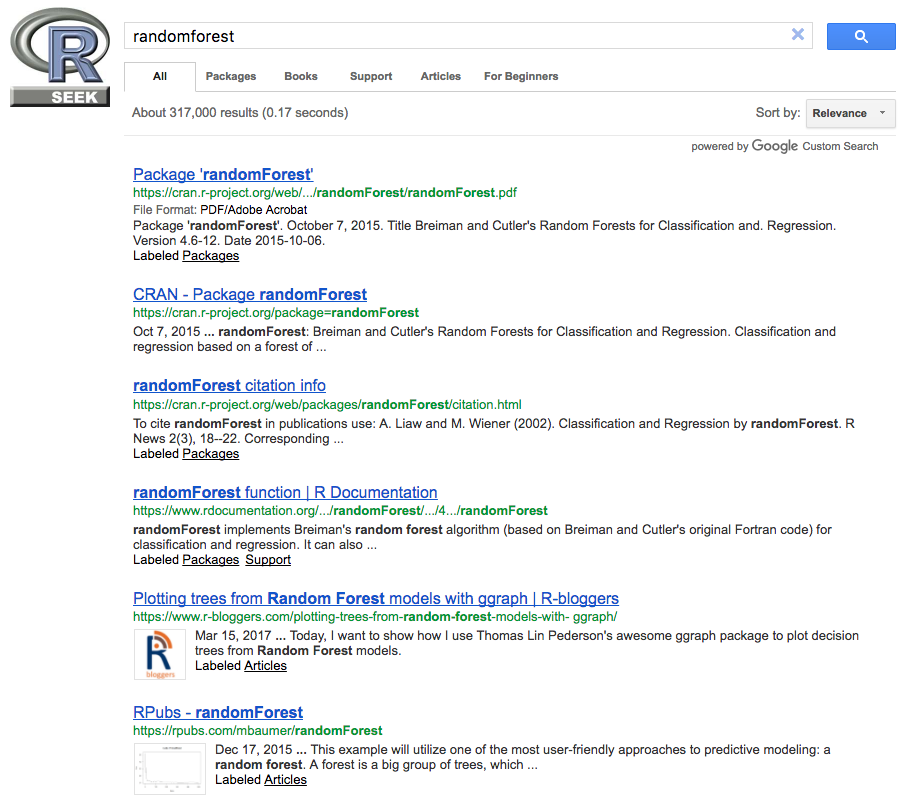 R
SEEK
randomforest
All Packages Books Support Articles For Beginners
About 317,000 results (0.17 seconds)
Sort by: Relevance
powered by Google Custom Search
Package 'randomForest'
https://cran.r-project.org/web/.../randomForest/randomForest.pdf
File Format: PDF/Adobe Acrobat
Package 'randomForest'. October 7, 2015. Title Breiman and Cutler's Random Forests for Classification and. Regression.
Version 4.6-12. Date 2015-10-06.
Labeled Packages
CRAN - Package randomForest
https://cran.r-project.org/package=randomForest
Oct 7, 2015 ... randomForest: Breiman and Cutler's Random Forests for Classification and Regression. Classification and
regression based on a forest of ...
randomForest citation info
https://cran.r-project.org/web/packages/randomForest/citation.html
To cite randomForest in publications use: A. Liaw and M. Wiener (2002). Classification and Regression by randomForest. R
News 2(3), 18--22. Corresponding ...
Labeled Packages
randomForest function | R Documentation
https://www.rdocumentation.org/.../randomForest/.../4.../randomForest
randomForest implements Breiman's random forest algorithm (based on Breiman and Cutler's original Fortran code) for
classification and regression. It can also ...
Labeled Packages Support
Plotting trees from Random Forest models with ggraph | R-bloggers
https://www.r-bloggers.com/plotting-trees-from-random-forest-models-with- ggraph/
R
bloggers
Mar 15, 2017 ... Today, I want to show how I use Thomas Lin Pederson's awesome ggraph package to plot decision
trees from Random Forest models.
Labeled Articles
RPubs - randomForest
https://rpubs.com/mbaumer/randomForest
Dec 17, 2015 ... This example will utilize one of the most user-friendly approaches to predictive modeling: a
random forest. A forest is a big group of trees, which ...
Labeled Articles